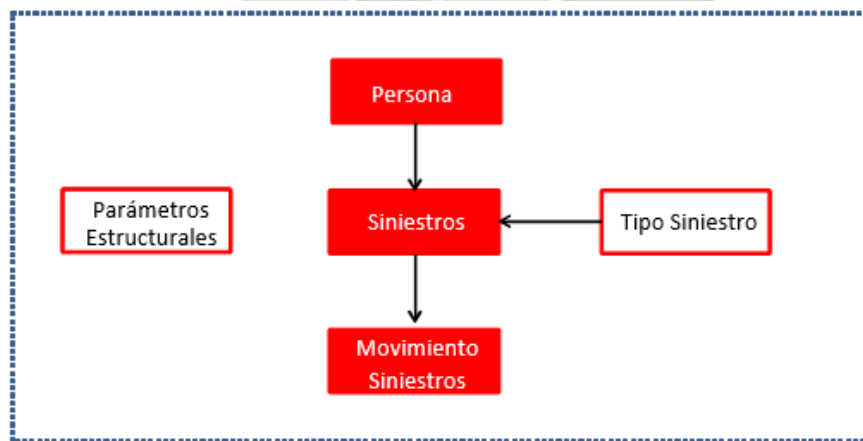 Persona
Parámetros
Estructurales
Siniestros
Tipo Siniestro
Movimiento
Siniestros